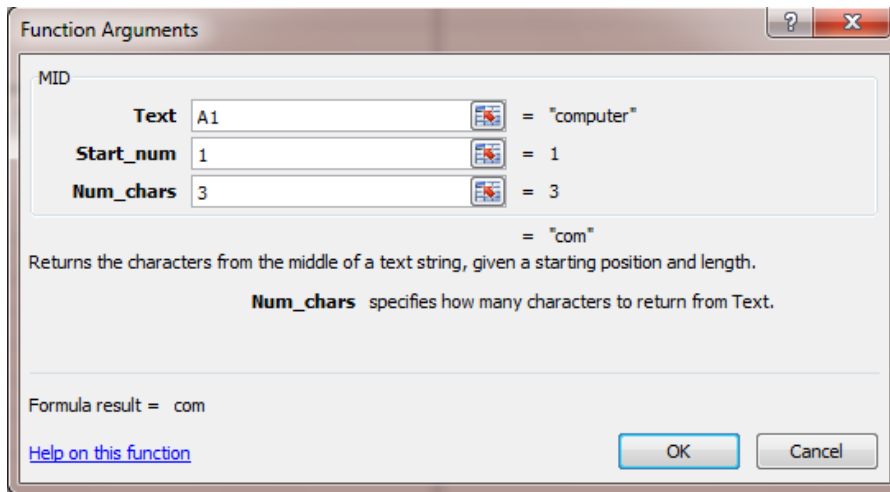 Function Arguments
MID
Text A1 = "computer"
Start_num 1 = 1
Num_chars 3 = 3
= "com"
Returns the characters from the middle of a text string, given a starting position and length.
Num_chars specifies how many characters to return from Text.
Formula result = com
Help on this function OK Cancel